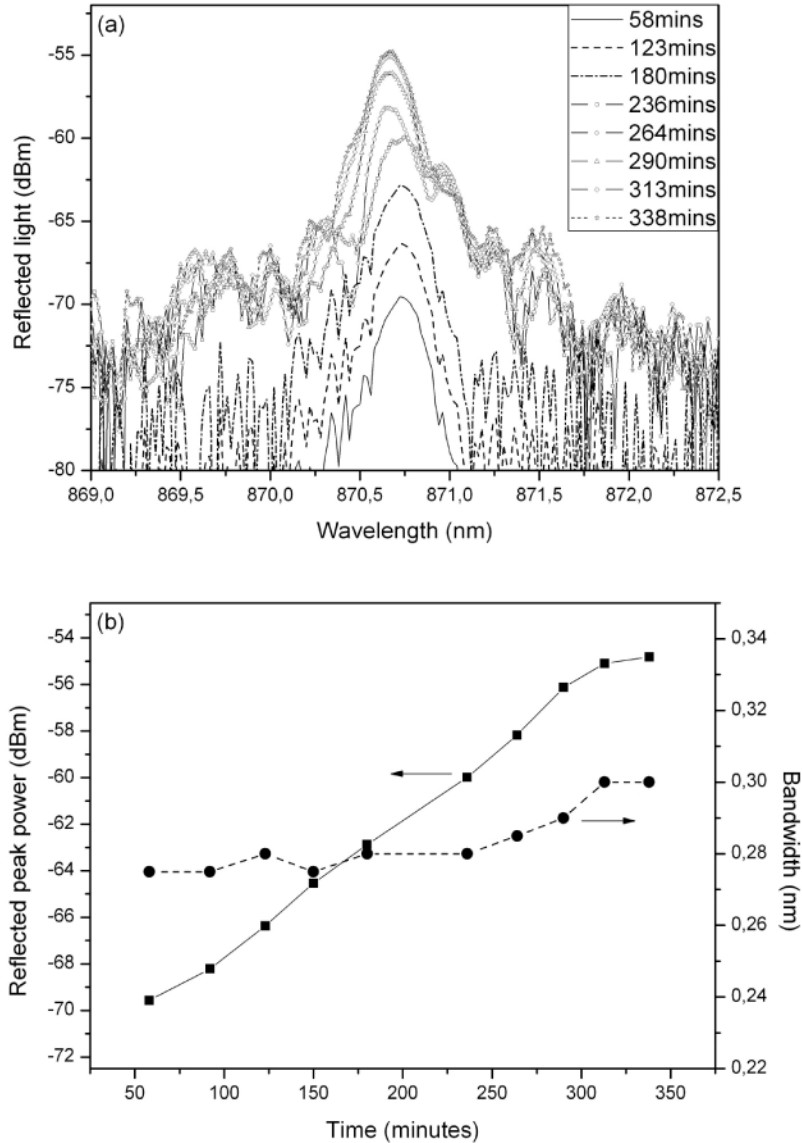 (a)
58mins
123mins
180mins
236mins
264mins
290mins
313mins
338mins
Reflected light (dBm)
-55
-60
-65
-70
-75
-80
869,0 869,5 870,0 870,5 871,0 871,5 872,0 872,5
Wavelength (nm)
(b)
Reflected peak power (dBm)
-54
-56
-58
-60
-62
-64
-66
-68
-70
-72
0,34
0,32
0,30
0,28
0,26
0,24
0,22
Bandwidth (nm)
50 100 150 200 250 300 350
Time (minutes)